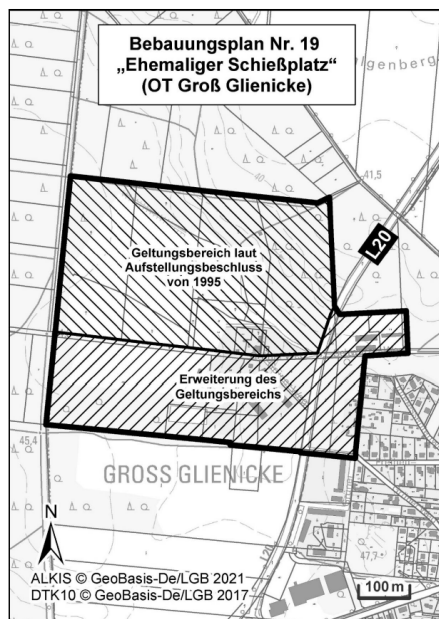 Bebauungsplan Nr. 19
„Ehemaliger Schießplatz“
(OT Groß Glienicke)
lgenberg
41,5
L20
Geltungsbereich laut
Aufstellungsbeschluss
von 1995
Erweiterung des
Geltungsbereichs
45,4
GROSS GLIENICKE
N
47,7
ALKIS © GeoBasis-De/LGB 2021
DTK10 © GeoBasis-De/LGB 2017
100 m